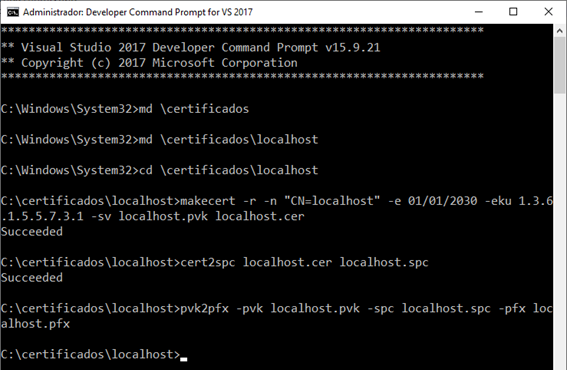 Administrador: Developer Command Prompt for VS 2017
**********************************************************************
** Visual Studio 2017 Developer Command Prompt v15.9.21
** Copyright (c) 2017 Microsoft Corporation
**********************************************************************
C:\Windows\System32>md \certificados
C:\Windows\System32>md \certificados\localhost
C:\Windows\System32>cd \certificados\localhost
C:\certificados\localhost>makecert -r -n "CN=localhost" -e 01/01/2030 -eku 1.3.6
.1.5.5.7.3.1 -sv localhost.pvk localhost.cer
Succeeded
C:\certificados\localhost>cert2spc localhost.cer localhost.spc
Succeeded
C:\certificados\localhost>pvk2pfx -pvk localhost.pvk -spc localhost.spc -pfx loc
alhost.pfx
C:\certificados\localhost>